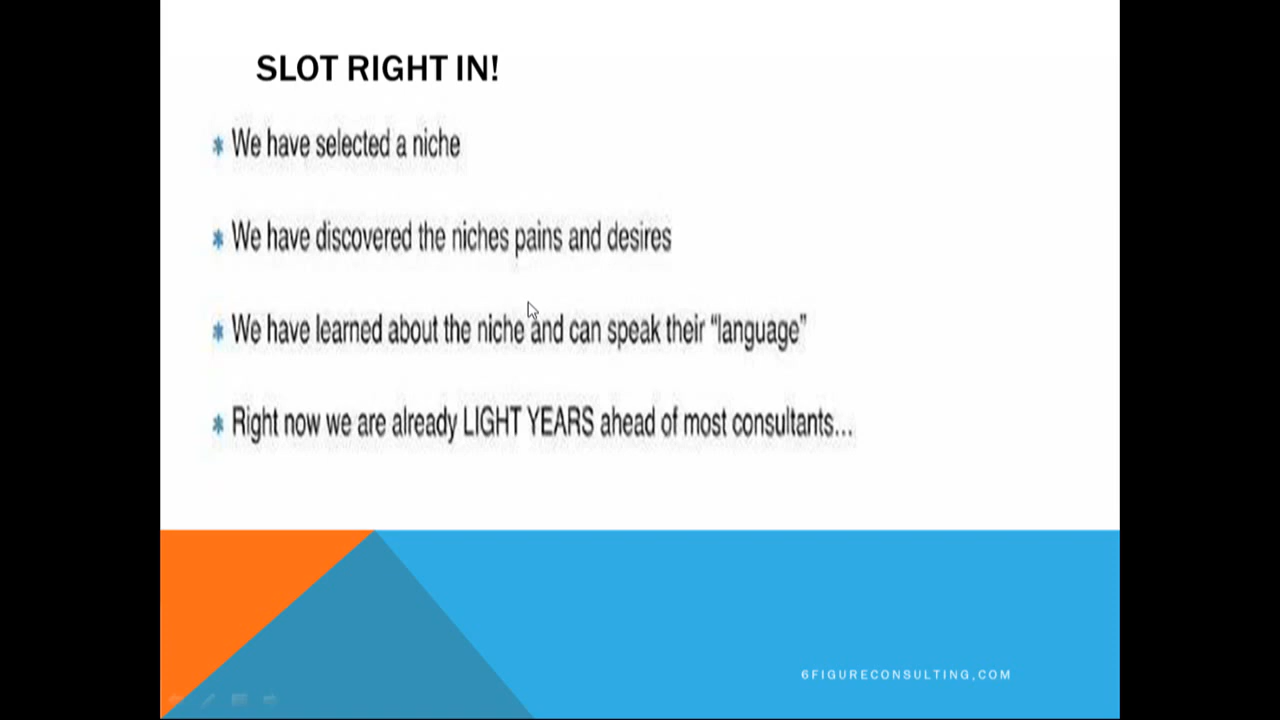 SLOT RIGHT IN!
* We have selected a niche
* We have discovered the niches pains and desires
* We have learned about the niche and can speak their “language”
* Right now we are already LIGHT YEARS ahead of most consultants...
6FIGURECONSULTING,COM